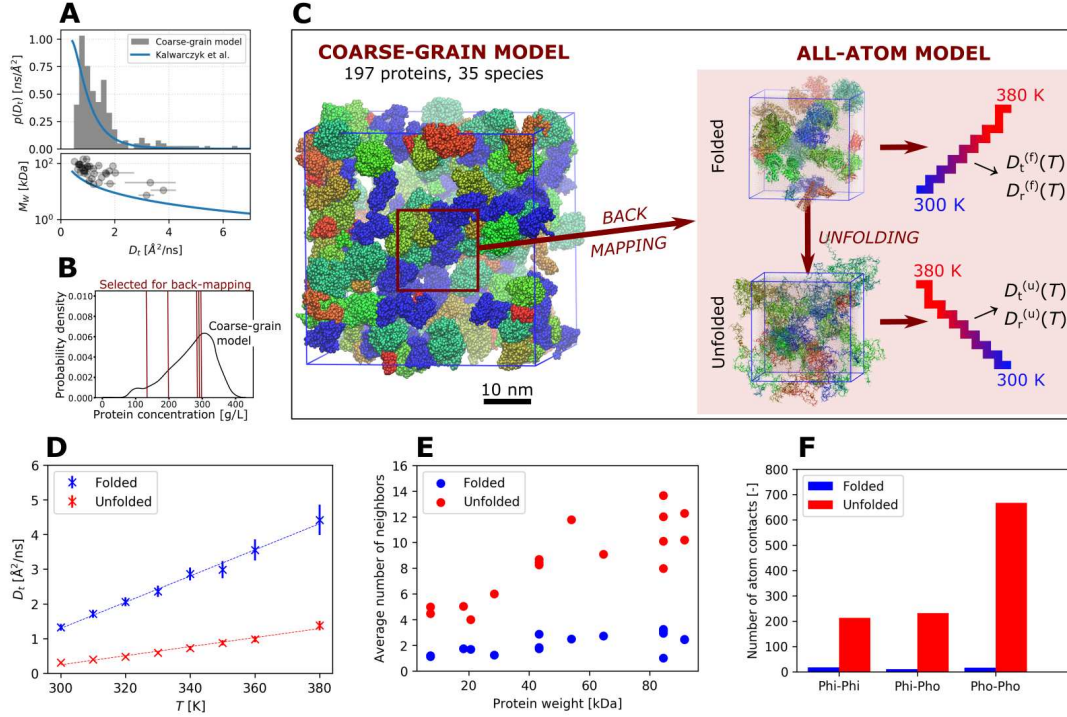 A
p(Dt) [ns/Å²]
1.00
0.75
0.50
0.25
0.00
Coarse-grain model
Kalwarczyk et al.
MW [kDa]
10²
10⁰
0 2 4 6
Dt [Å²/ns]
B
Selected for back-mapping
Probability density
0.010
0.008
0.006
0.004
0.002
0.000
Coarse-grain
model
0 100 200 300 400
Protein concentration [g/L]
C
COARSE-GRAIN MODEL
197 proteins, 35 species
10 nm
BACK
MAPPING
ALL-ATOM MODEL
Folded
380 K
300 K
Dt(f)(T)
Dr(f)(T)
UNFOLDING
Unfolded
380 K
300 K
Dt(u)(T)
Dr(u)(T)
D
Dt [Å²/ns]
6
5
4
3
2
1
0
Folded
Unfolded
300 320 340 360 380
T [K]
E
Average number of neighbors
16
14
12
10
8
6
4
2
0
Folded
Unfolded
20 40 60 80
Protein weight [kDa]
F
Number of atom contacts [-]
800
700
600
500
400
300
200
100
0
Folded
Unfolded
Phi-Phi Phi-Pho Pho-Pho